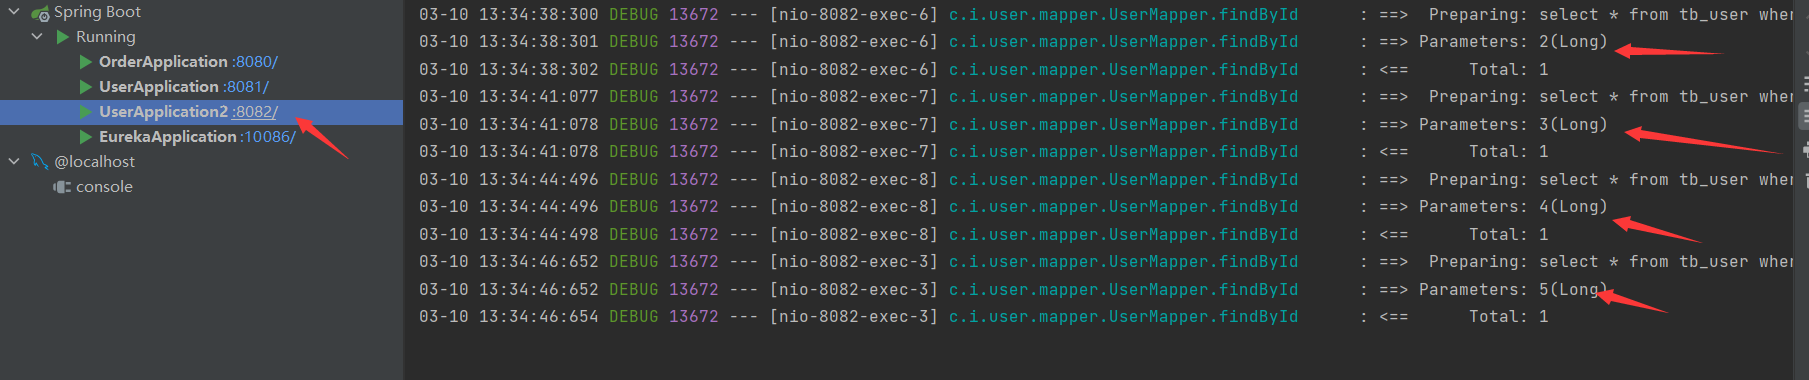 Spring Boot
Running
OrderApplication :8080/
UserApplication :8081/
UserApplication2 :8082/
EurekaApplication :10086/
@localhost
console
03-10 13:34:38:300 DEBUG 13672 --- [nio-8082-exec-6] c.i.user.mapper.UserMapper.findById : ==>  Preparing: select * from tb_user wher
03-10 13:34:38:301 DEBUG 13672 --- [nio-8082-exec-6] c.i.user.mapper.UserMapper.findById : ==> Parameters: 2(Long)
03-10 13:34:38:302 DEBUG 13672 --- [nio-8082-exec-6] c.i.user.mapper.UserMapper.findById : <==      Total: 1
03-10 13:34:41:077 DEBUG 13672 --- [nio-8082-exec-7] c.i.user.mapper.UserMapper.findById : ==>  Preparing: select * from tb_user wher
03-10 13:34:41:078 DEBUG 13672 --- [nio-8082-exec-7] c.i.user.mapper.UserMapper.findById : ==> Parameters: 3(Long)
03-10 13:34:41:078 DEBUG 13672 --- [nio-8082-exec-7] c.i.user.mapper.UserMapper.findById : <==      Total: 1
03-10 13:34:44:496 DEBUG 13672 --- [nio-8082-exec-8] c.i.user.mapper.UserMapper.findById : ==>  Preparing: select * from tb_user wher
03-10 13:34:44:496 DEBUG 13672 --- [nio-8082-exec-8] c.i.user.mapper.UserMapper.findById : ==> Parameters: 4(Long)
03-10 13:34:44:498 DEBUG 13672 --- [nio-8082-exec-8] c.i.user.mapper.UserMapper.findById : <==      Total: 1
03-10 13:34:46:652 DEBUG 13672 --- [nio-8082-exec-3] c.i.user.mapper.UserMapper.findById : ==>  Preparing: select * from tb_user wher
03-10 13:34:46:652 DEBUG 13672 --- [nio-8082-exec-3] c.i.user.mapper.UserMapper.findById : ==> Parameters: 5(Long)
03-10 13:34:46:654 DEBUG 13672 --- [nio-8082-exec-3] c.i.user.mapper.UserMapper.findById : <==      Total: 1